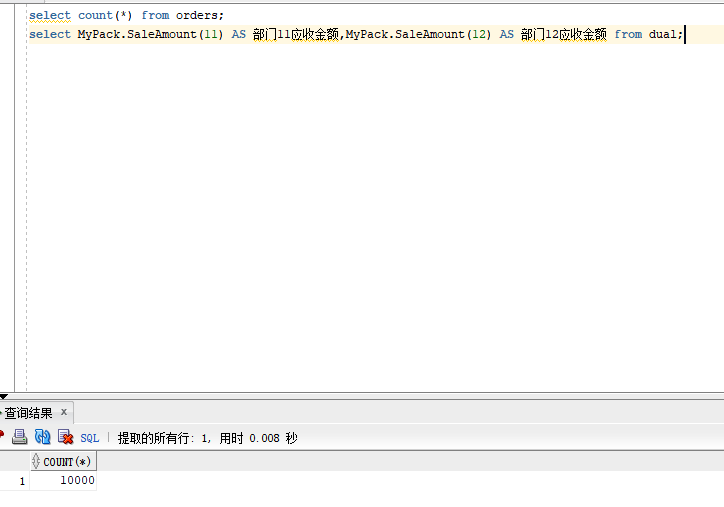 select count(*) from orders;
select MyPack.SaleAmount(11) AS 部门11应收金额,MyPack.SaleAmount(12) AS 部门12应收金额 from dual;
查询结果 x
SQL | 提取的所有行: 1, 用时 0.008 秒
COUNT(*)
1 10000